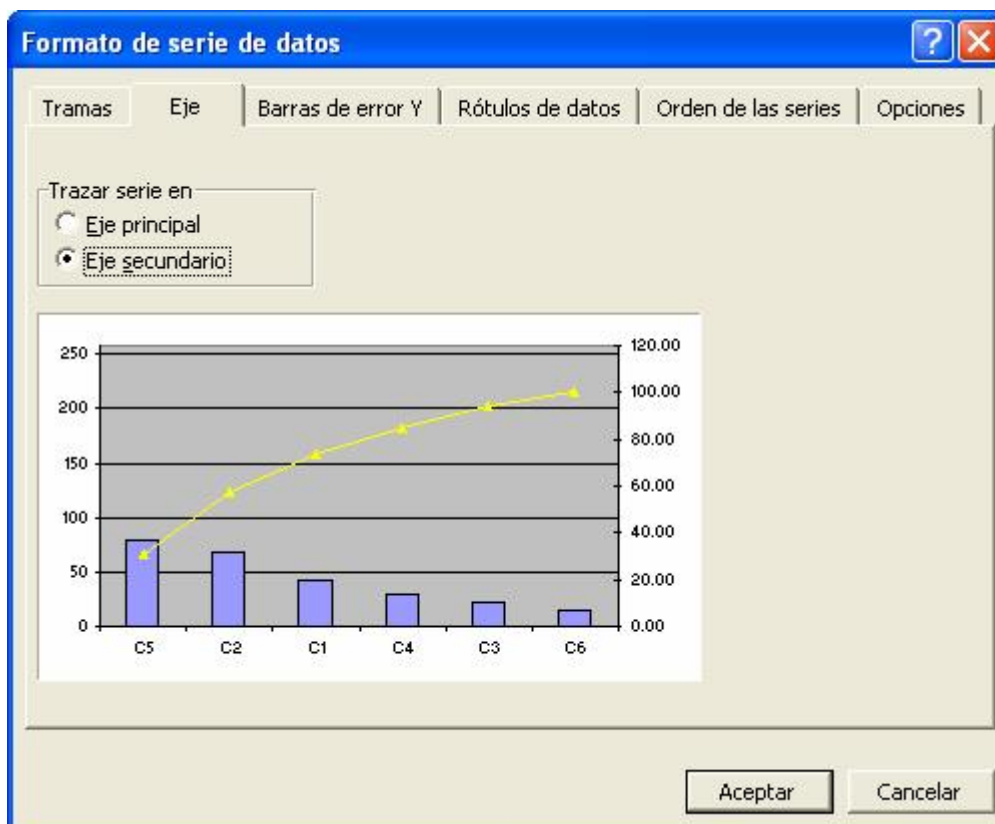 Formato de serie de datos
Tramas Eje Barras de error Y Rótulos de datos Orden de las series Opciones
Trazar serie en
Eje principal
Eje secundario
250
200
150
100
50
0
120.00
100.00
80.00
60.00
40.00
20.00
0.00
C5 C2 C1 C4 C3 C6
Aceptar Cancelar